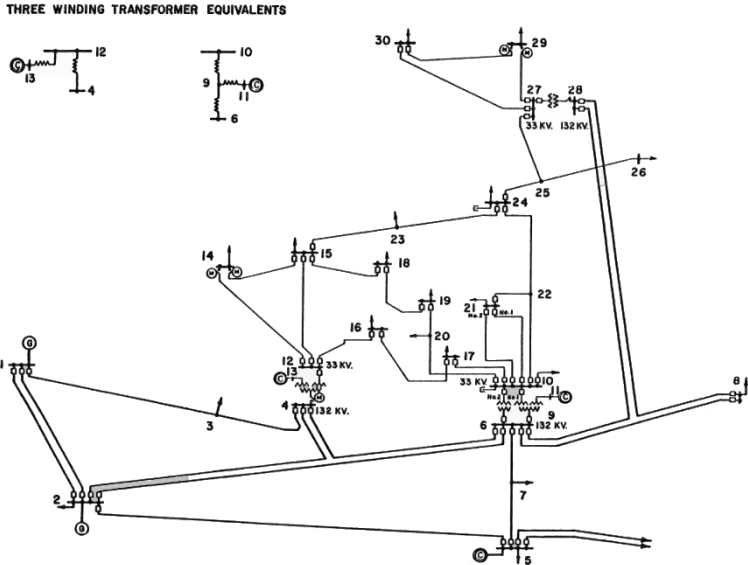 THREE WINDING TRANSFORMER EQUIVALENTS
C
13
12
4
10
9
11
C
6
30
M
M
29
27
28
33 KV.
132 KV.
26
25
24
C
23
15
14
M
M
18
19
16
20
17
21
No.2
No.1
22
12
33 KV.
C
13
M
4
132 KV.
33 KV.
C
10
No.2
No.1
11
C
9
6
132 KV.
8
G
1
3
2
G
7
C
5